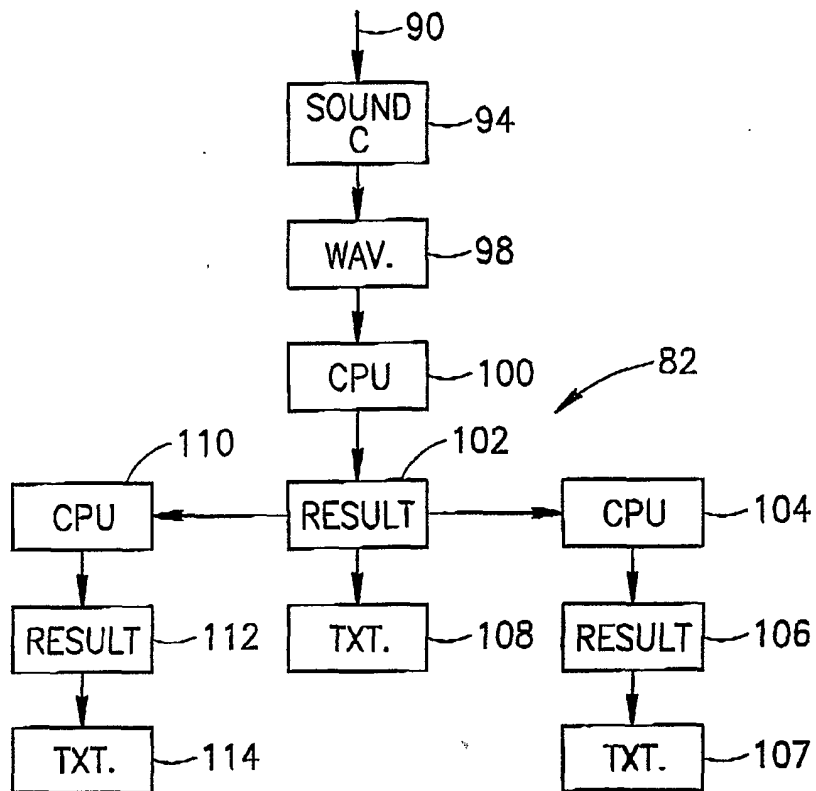 90
SOUND
C
94
WAV.
98
CPU
100
82
110
102
CPU
RESULT
CPU
104
RESULT
112
TXT.
108
RESULT
106
TXT.
114
TXT.
107